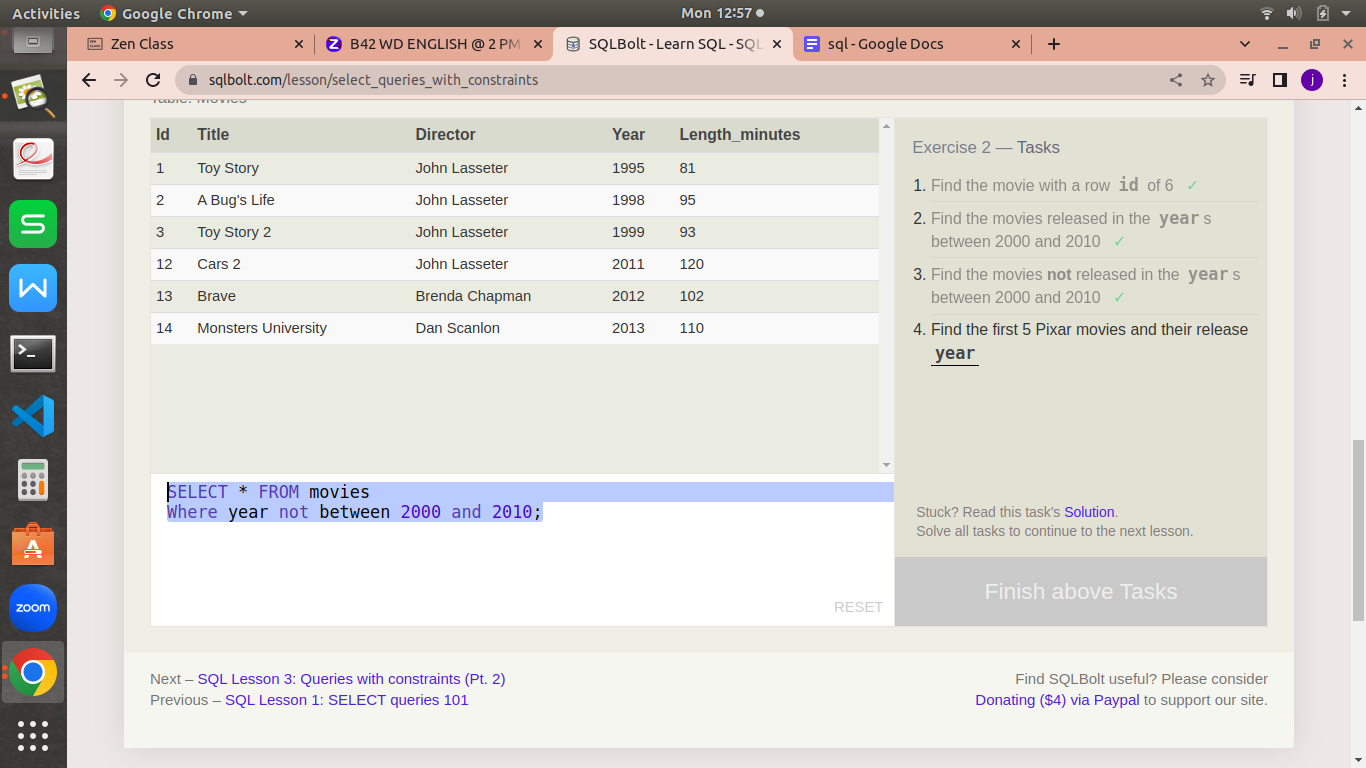 Activities Google Chrome Mon 12:57
Zen Class B42 WD ENGLISH @ 2 PM SQLBolt - Learn SQL - SQL sql - Google Docs
sqlbolt.com/lesson/select_queries_with_constraints j
Table: Movies
Id Title Director Year Length_minutes
1 Toy Story John Lasseter 1995 81
2 A Bug's Life John Lasseter 1998 95
3 Toy Story 2 John Lasseter 1999 93
12 Cars 2 John Lasseter 2011 120
13 Brave Brenda Chapman 2012 102
14 Monsters University Dan Scanlon 2013 110
SELECT * FROM movies
Where year not between 2000 and 2010;
RESET
Exercise 2 — Tasks
1. Find the movie with a row id of 6 ✓
2. Find the movies released in the year s
between 2000 and 2010 ✓
3. Find the movies not released in the year s
between 2000 and 2010 ✓
4. Find the first 5 Pixar movies and their release
year
Stuck? Read this task's Solution.
Solve all tasks to continue to the next lesson.
Finish above Tasks
Next – SQL Lesson 3: Queries with constraints (Pt. 2)
Previous – SQL Lesson 1: SELECT queries 101
Find SQLBolt useful? Please consider
Donating ($4) via Paypal to support our site.
zoom